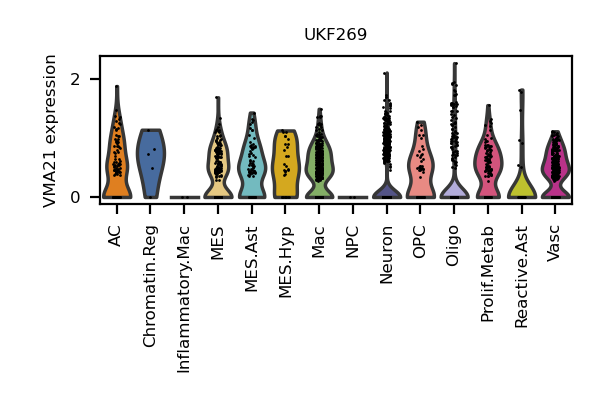 UKF269
VMA21 expression
2
0
AC
Chromatin.Reg
Inflammatory.Mac
MES
MES.Ast
MES.Hyp
Mac
NPC
Neuron
OPC
Oligo
Prolif.Metab
Reactive.Ast
Vasc